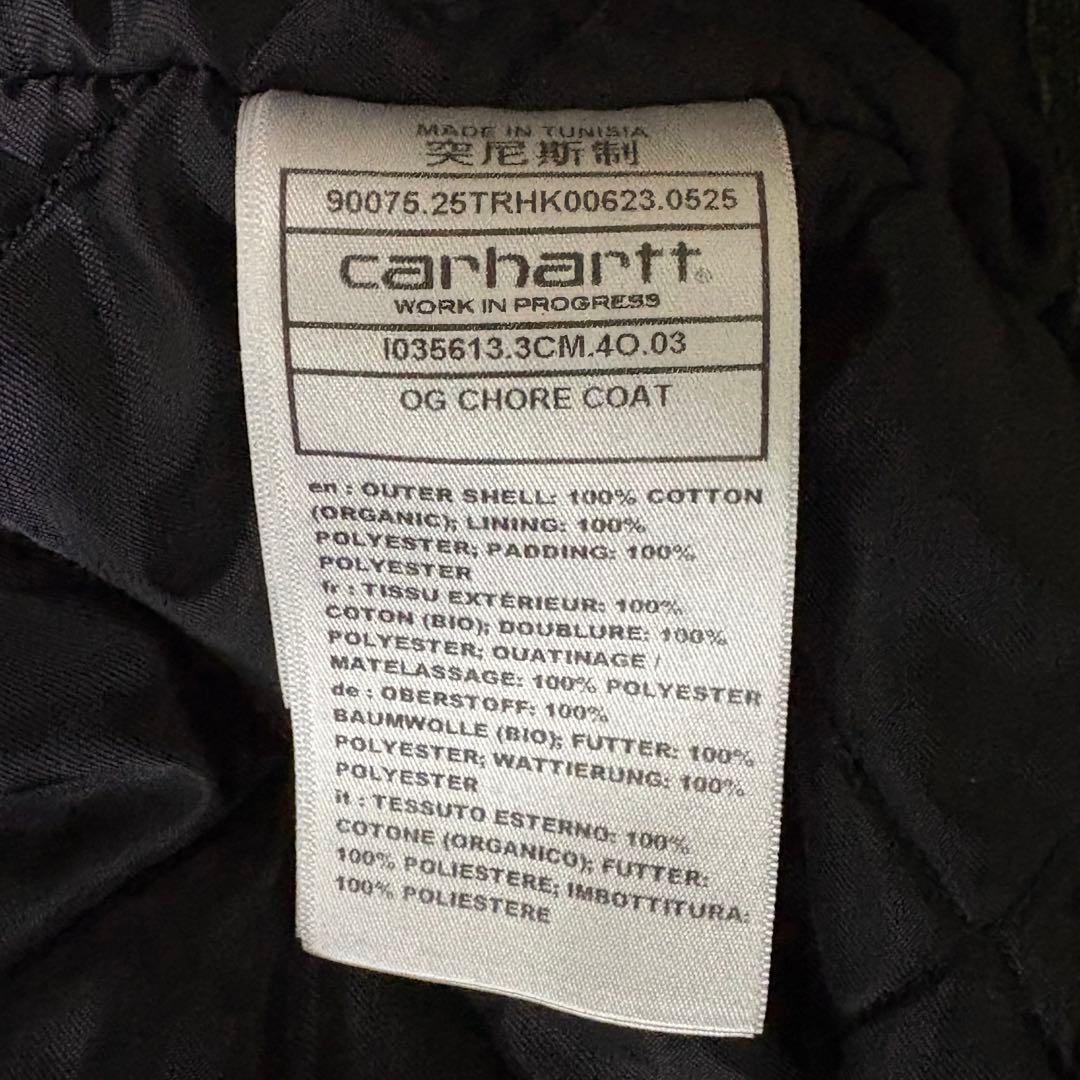 MADE IN TUNISIA
突尼斯制
90075.25TRHK00623.0525
carhartt®
WORK IN PROGRESS
I035613.3CM.4O.03
OG CHORE COAT
en : OUTER SHELL: 100% COTTON
(ORGANIC); LINING: 100%
POLYESTER; PADDING: 100%
POLYESTER
fr : TISSU EXTÉRIEUR: 100%
COTON (BIO); DOUBLURE: 100%
POLYESTER; OUATINAGE /
MATELASSAGE: 100% POLYESTER
de : OBERSTOFF: 100%
BAUMWOLLE (BIO); FUTTER: 100%
POLYESTER; WATTIERUNG: 100%
POLYESTER
it : TESSUTO ESTERNO: 100%
COTONE (ORGANICO); FUTTER:
100% POLIESTERE; IMBOTTITURA:
100% POLIESTERE